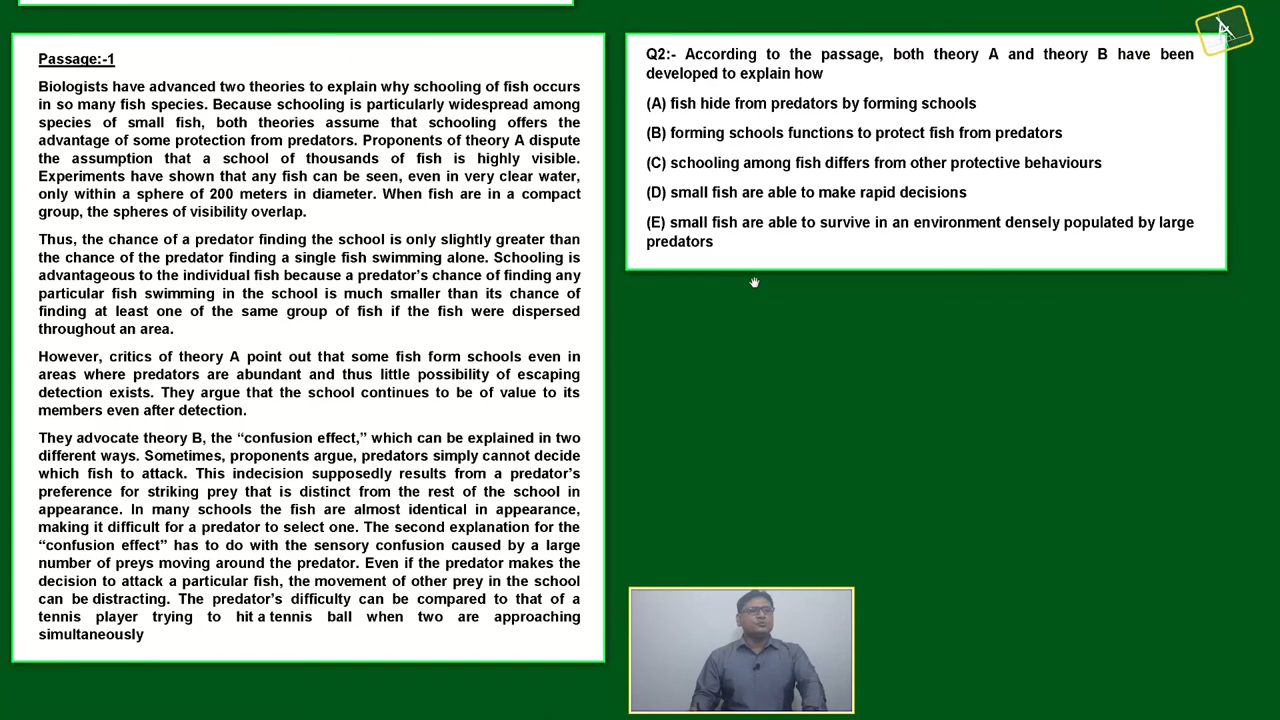 Passage:-1
Biologists have advanced two theories to explain why schooling of fish occurs
in so many fish species. Because schooling is particularly widespread among
species of small fish, both theories assume that schooling offers the
advantage of some protection from predators. Proponents of theory A dispute
the assumption that a school of thousands of fish is highly visible.
Experiments have shown that any fish can be seen, even in very clear water,
only within a sphere of 200 meters in diameter. When fish are in a compact
group, the spheres of visibility overlap.
Thus, the chance of a predator finding the school is only slightly greater than
the chance of the predator finding a single fish swimming alone. Schooling is
advantageous to the individual fish because a predator’s chance of finding any
particular fish swimming in the school is much smaller than its chance of
finding at least one of the same group of fish if the fish were dispersed
throughout an area.
However, critics of theory A point out that some fish form schools even in
areas where predators are abundant and thus little possibility of escaping
detection exists. They argue that the school continues to be of value to its
members even after detection.
They advocate theory B, the “confusion effect,” which can be explained in two
different ways. Sometimes, proponents argue, predators simply cannot decide
which fish to attack. This indecision supposedly results from a predator’s
preference for striking prey that is distinct from the rest of the school in
appearance. In many schools the fish are almost identical in appearance,
making it difficult for a predator to select one. The second explanation for the
“confusion effect” has to do with the sensory confusion caused by a large
number of preys moving around the predator. Even if the predator makes the
decision to attack a particular fish, the movement of other prey in the school
can be distracting. The predator’s difficulty can be compared to that of a
tennis player trying to hit a tennis ball when two are approaching
simultaneously
Q2:- According to the passage, both theory A and theory B have been
developed to explain how
(A) fish hide from predators by forming schools
(B) forming schools functions to protect fish from predators
(C) schooling among fish differs from other protective behaviours
(D) small fish are able to make rapid decisions
(E) small fish are able to survive in an environment densely populated by large
predators